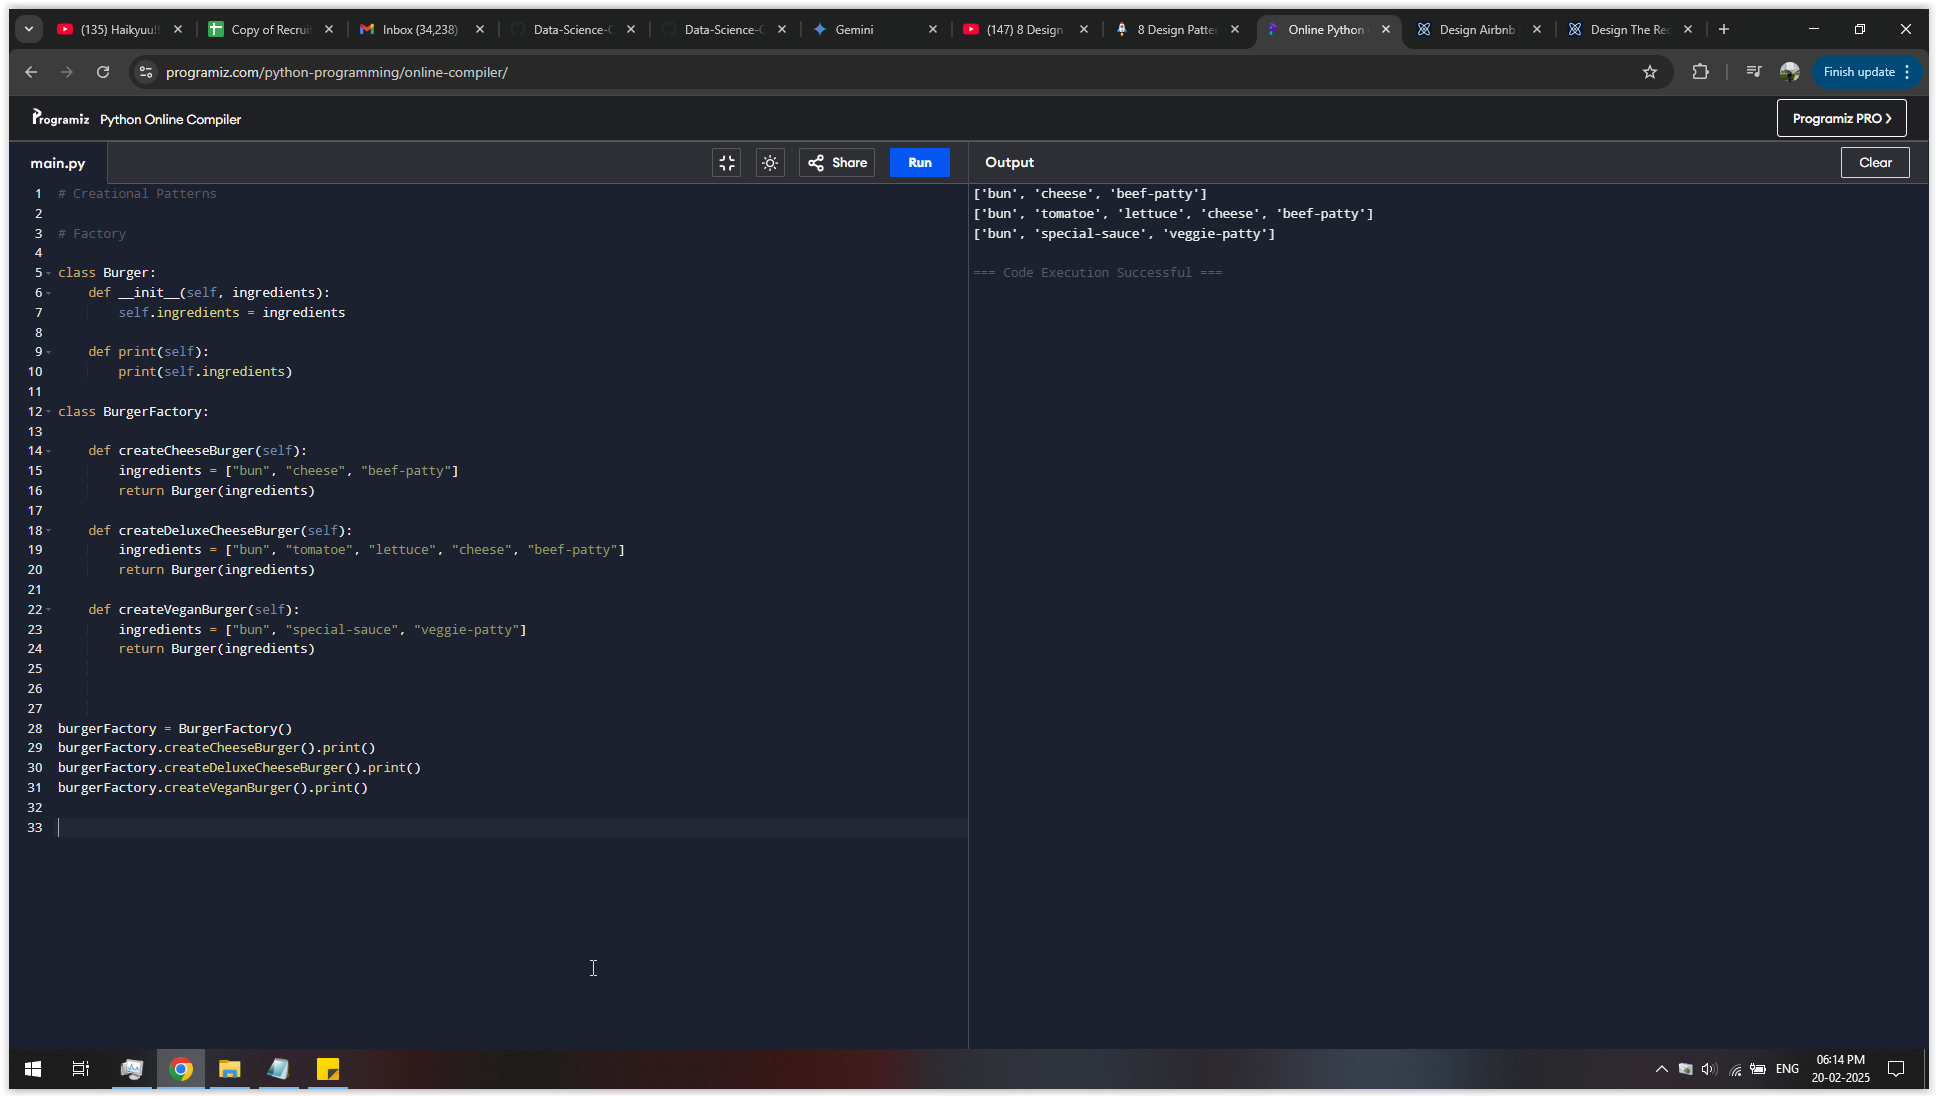 (135) Haikyuu!!
Copy of Recruit
Inbox (34,238)
Data-Science-C
Data-Science-C
Gemini
(147) 8 Design
8 Design Patte
Online Python
Design Airbnb
Design The Rec
programiz.com/python-programming/online-compiler/
Finish update
Programiz Python Online Compiler
Programiz PRO
main.py
Share
Run
Output
Clear
1 # Creational Patterns
2
3 # Factory
4
5 class Burger:
6     def __init__(self, ingredients):
7         self.ingredients = ingredients
8
9     def print(self):
10         print(self.ingredients)
11
12 class BurgerFactory:
13
14     def createCheeseBurger(self):
15         ingredients = ["bun", "cheese", "beef-patty"]
16         return Burger(ingredients)
17
18     def createDeluxeCheeseBurger(self):
19         ingredients = ["bun", "tomatoe", "lettuce", "cheese", "beef-patty"]
20         return Burger(ingredients)
21
22     def createVeganBurger(self):
23         ingredients = ["bun", "special-sauce", "veggie-patty"]
24         return Burger(ingredients)
25
26
27
28 burgerFactory = BurgerFactory()
29 burgerFactory.createCheeseBurger().print()
30 burgerFactory.createDeluxeCheeseBurger().print()
31 burgerFactory.createVeganBurger().print()
32
33
['bun', 'cheese', 'beef-patty']
['bun', 'tomatoe', 'lettuce', 'cheese', 'beef-patty']
['bun', 'special-sauce', 'veggie-patty']
=== Code Execution Successful ===
ENG
06:14 PM
20-02-2025